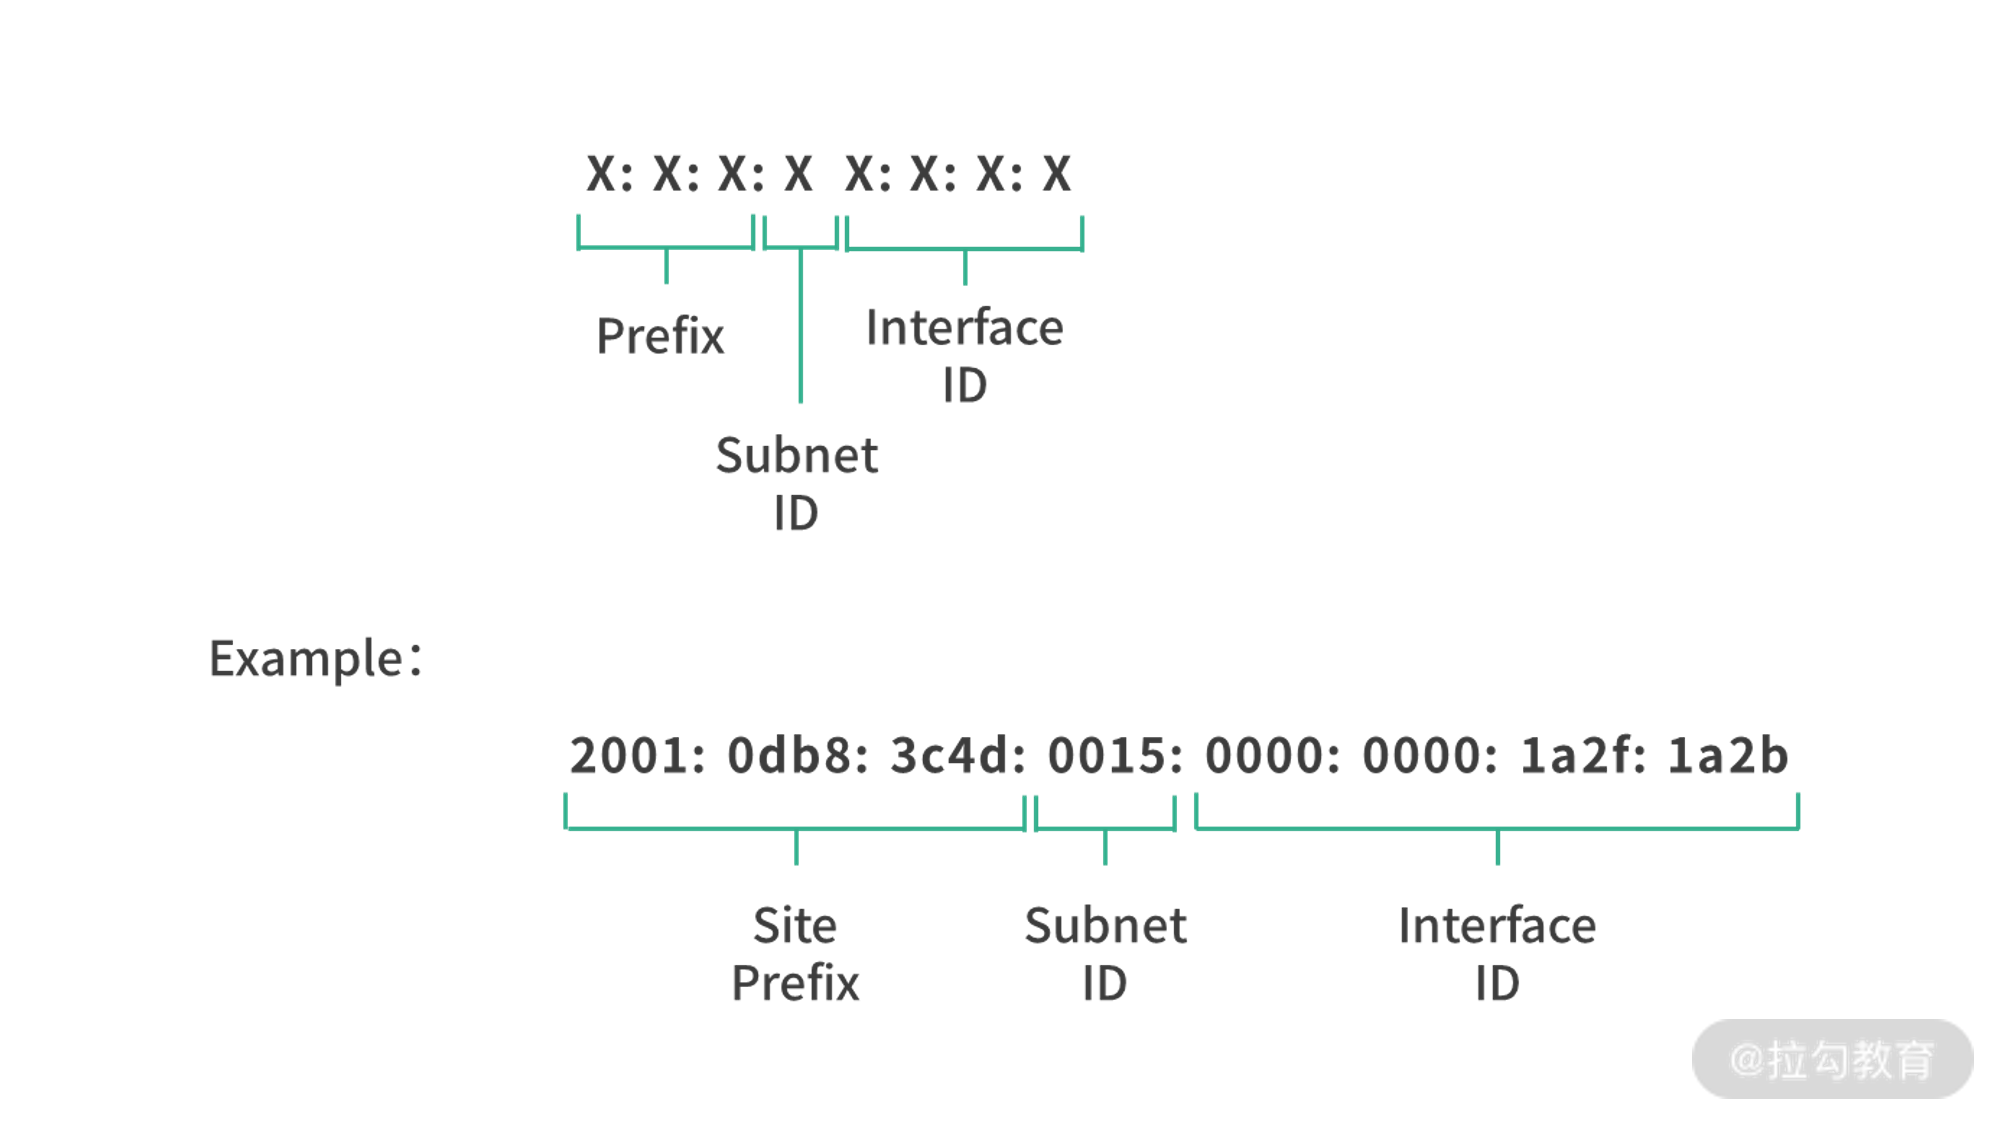 X: X: X: X X: X: X: X
Prefix
Interface
ID
Subnet
ID
Example：
2001: 0db8: 3c4d: 0015: 0000: 0000: 1a2f: 1a2b
Site
Prefix
Subnet
ID
Interface
ID
@拉勾教育